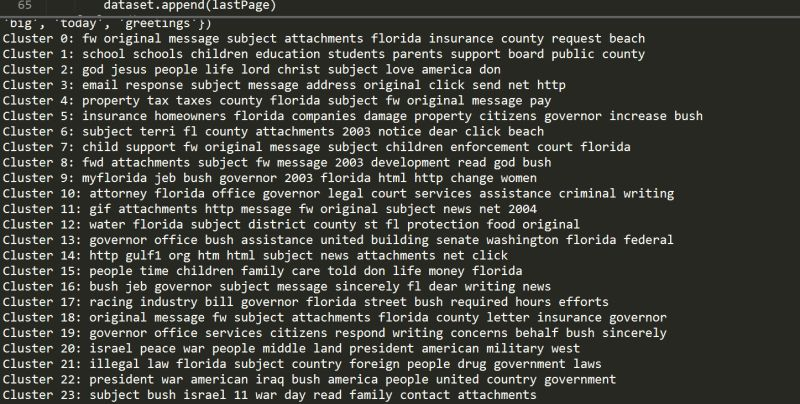 65 dataset.append(lastPage)
'big', 'today', 'greetings'})
Cluster 0: fw original message subject attachments florida insurance county request beach
Cluster 1: school schools children education students parents support board public county
Cluster 2: god jesus people life lord christ subject love america don
Cluster 3: email response subject message address original click send net http
Cluster 4: property tax taxes county florida subject fw original message pay
Cluster 5: insurance homeowners florida companies damage property citizens governor increase bush
Cluster 6: subject terri fl county attachments 2003 notice dear click beach
Cluster 7: child support fw original message subject children enforcement court florida
Cluster 8: fwd attachments subject fw message 2003 development read god bush
Cluster 9: myflorida jeb bush governor 2003 florida html http change women
Cluster 10: attorney florida office governor legal court services assistance criminal writing
Cluster 11: gif attachments http message fw original subject news net 2004
Cluster 12: water florida subject district county st fl protection food original
Cluster 13: governor office bush assistance united building senate washington florida federal
Cluster 14: http gulf1 org htm html subject news attachments net click
Cluster 15: people time children family care told don life money florida
Cluster 16: bush jeb governor subject message sincerely fl dear writing news
Cluster 17: racing industry bill governor florida street bush required hours efforts
Cluster 18: original message fw subject attachments florida county letter insurance governor
Cluster 19: governor office services citizens respond writing concerns behalf bush sincerely
Cluster 20: israel peace war people middle land president american military west
Cluster 21: illegal law florida subject country foreign people drug government laws
Cluster 22: president war american iraq bush america people united country government
Cluster 23: subject bush israel 11 war day read family contact attachments